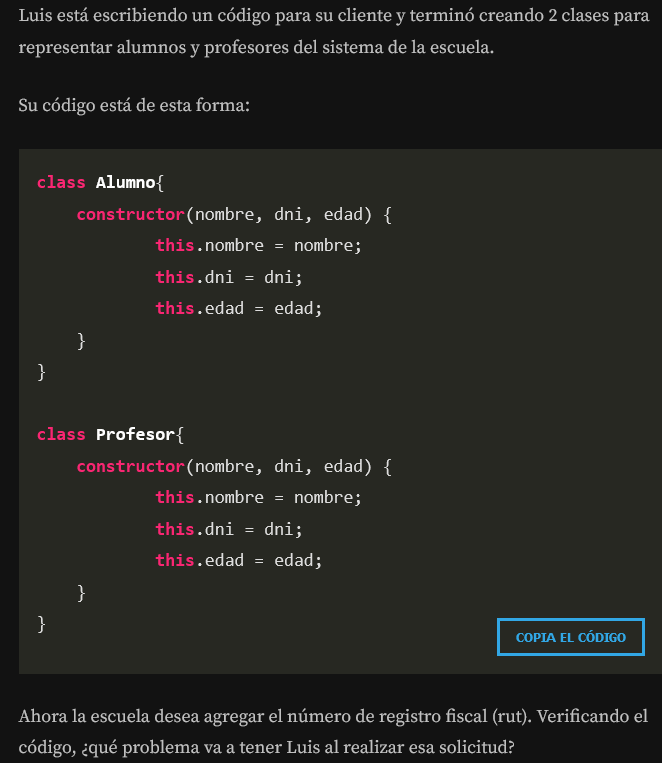 Luis está escribiendo un código para su cliente y terminó creando 2 clases para
representar alumnos y profesores del sistema de la escuela.
Su código está de esta forma:
class Alumno{
    constructor(nombre, dni, edad) {
            this.nombre = nombre;
            this.dni = dni;
            this.edad = edad;
    }
}
class Profesor{
    constructor(nombre, dni, edad) {
            this.nombre = nombre;
            this.dni = dni;
            this.edad = edad;
    }
}
COPIA EL CÓDIGO
Ahora la escuela desea agregar el número de registro fiscal (rut). Verificando el
código, ¿qué problema va a tener Luis al realizar esa solicitud?